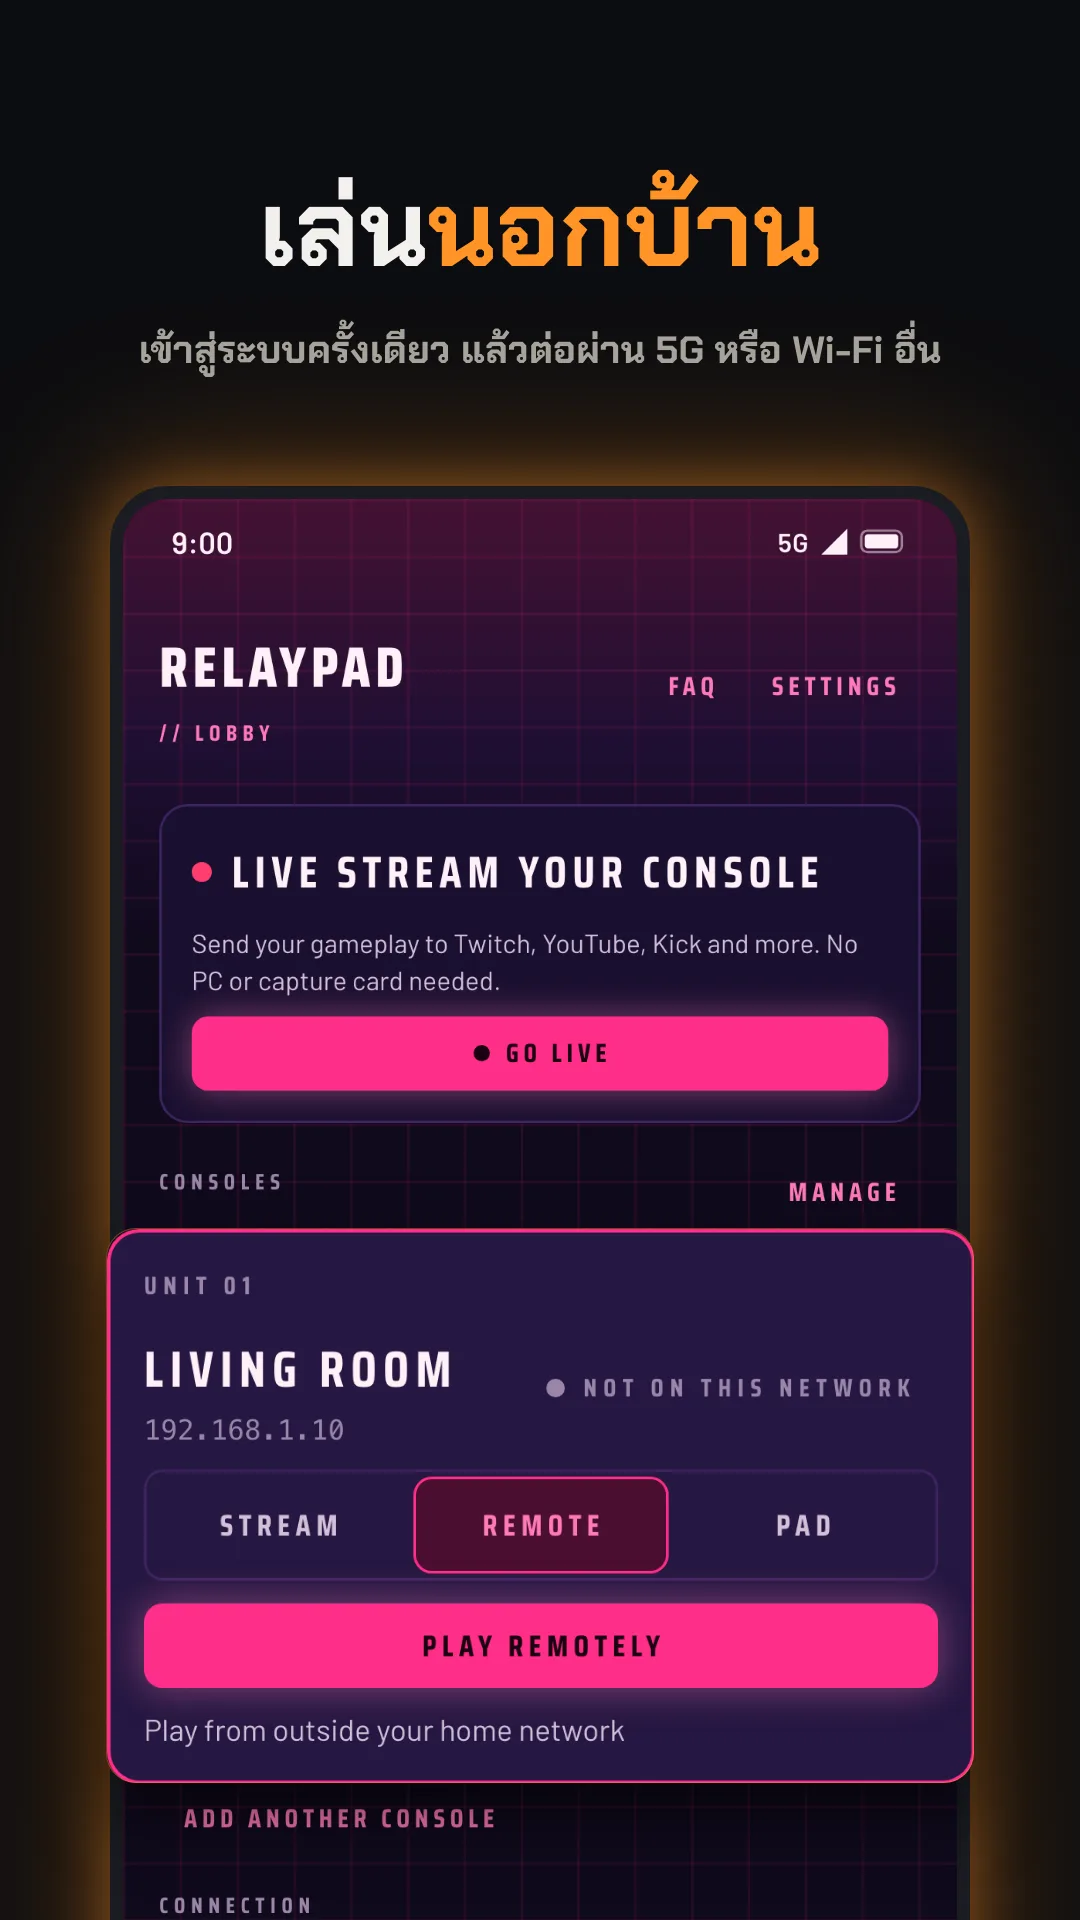 เล่นนอกบ้าน
เข้าสู่ระบบครั้งเดียว แล้วต่อผ่าน 5G หรือ Wi-Fi อื่น
9:00
5G
RELAYPAD
FAQ
SETTINGS
// LOBBY
LIVE STREAM YOUR CONSOLE
Send your gameplay to Twitch, YouTube, Kick and more. No
PC or capture card needed.
GO LIVE
CONSOLES
MANAGE
UNIT 01
LIVING ROOM
NOT ON THIS NETWORK
192.168.1.10
STREAM
REMOTE
PAD
PLAY REMOTELY
Play from outside your home network
ADD ANOTHER CONSOLE
CONNECTION